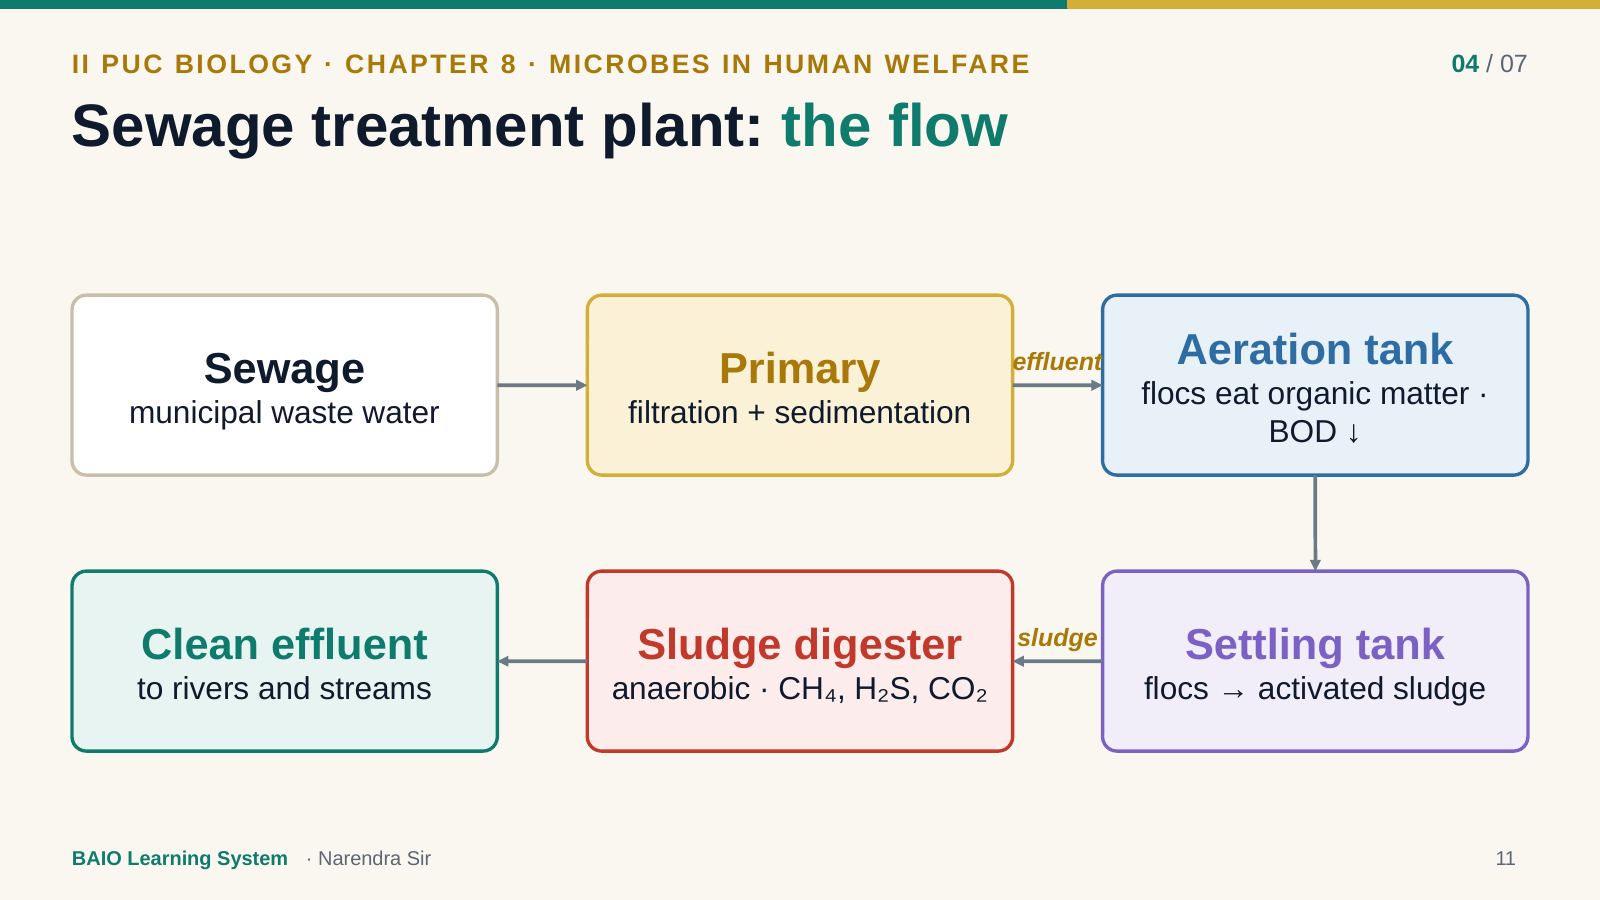 II PUC BIOLOGY · CHAPTER 8 · MICROBES IN HUMAN WELFARE
04 / 07
Sewage treatment plant: the flow
Sewage
municipal waste water
Primary
filtration + sedimentation
effluent
Aeration tank
flocs eat organic matter ·
BOD ↓
Clean effluent
to rivers and streams
Sludge digester
anaerobic · CH₄, H₂S, CO₂
sludge
Settling tank
flocs → activated sludge
BAIO Learning System · Narendra Sir
11